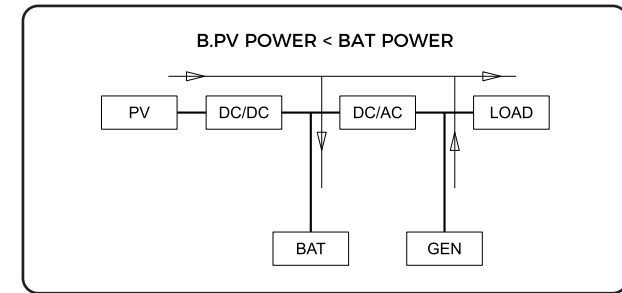 B.PV POWER < BAT POWER
PV DC/DC DC/AC LOAD
BAT GEN